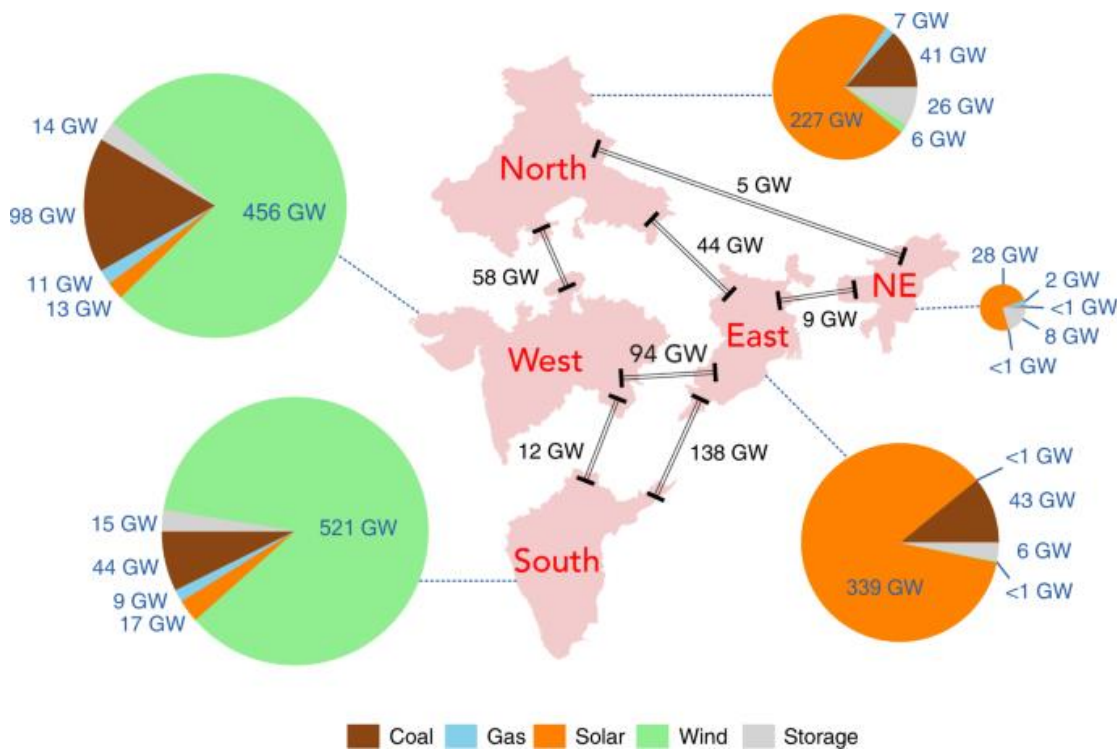 7 GW
41 GW
227 GW
26 GW
6 GW
14 GW
98 GW
456 GW
11 GW
13 GW
North
5 GW
44 GW
58 GW
NE
28 GW
2 GW
<1 GW
8 GW
<1 GW
9 GW
East
West
94 GW
12 GW
138 GW
15 GW
521 GW
44 GW
9 GW
17 GW
South
<1 GW
43 GW
6 GW
339 GW
<1 GW
Coal Gas Solar Wind Storage